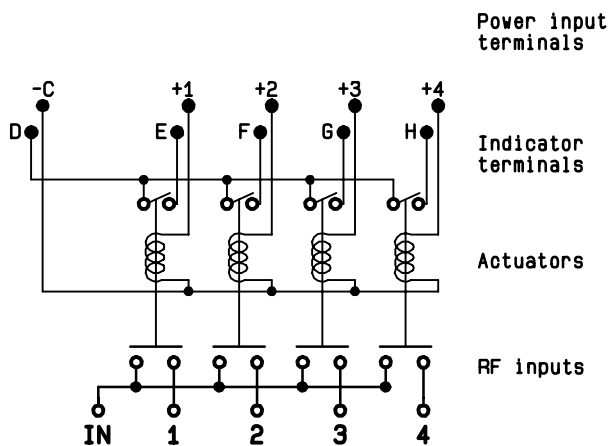 Power input
terminals
-C +1 +2 +3 +4
D E F G H
Indicator
terminals
Actuators
RF inputs
IN 1 2 3 4